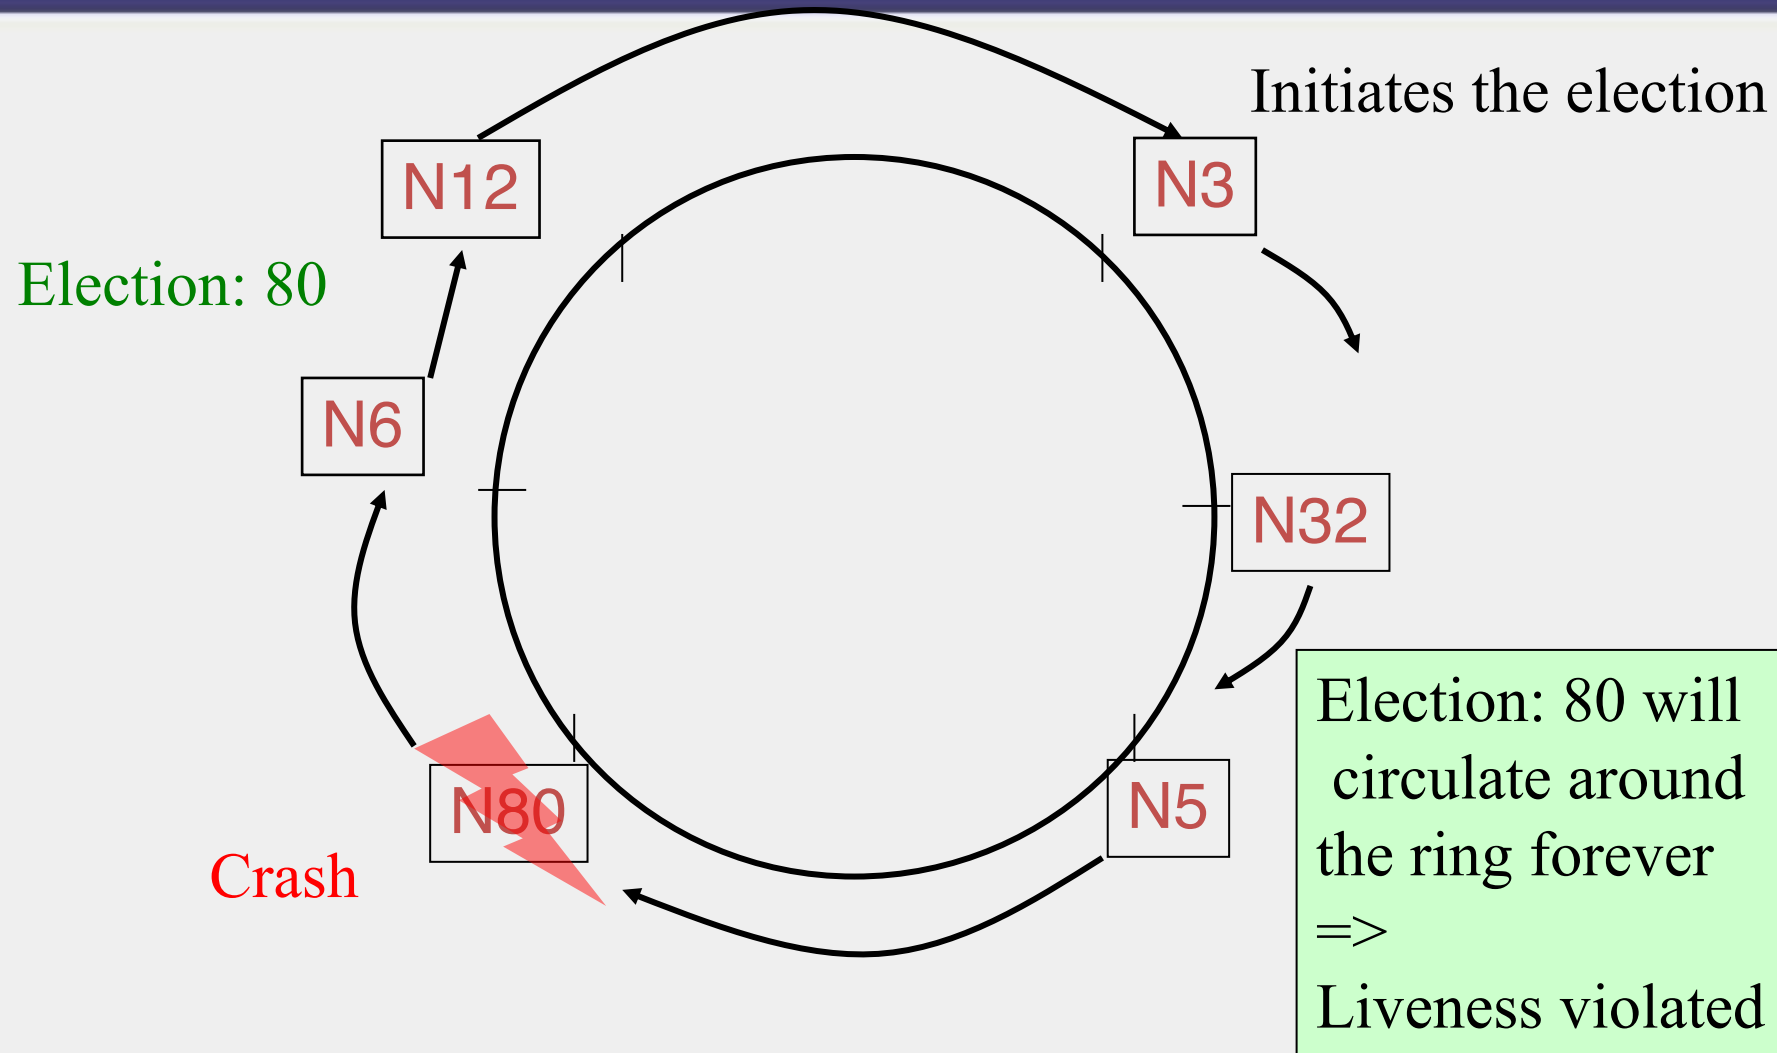 Initiates the election
N12
N3
Election: 80
N6
N32
N80
N5
Crash
Election: 80 will
circulate around
the ring forever
=>
Liveness violated